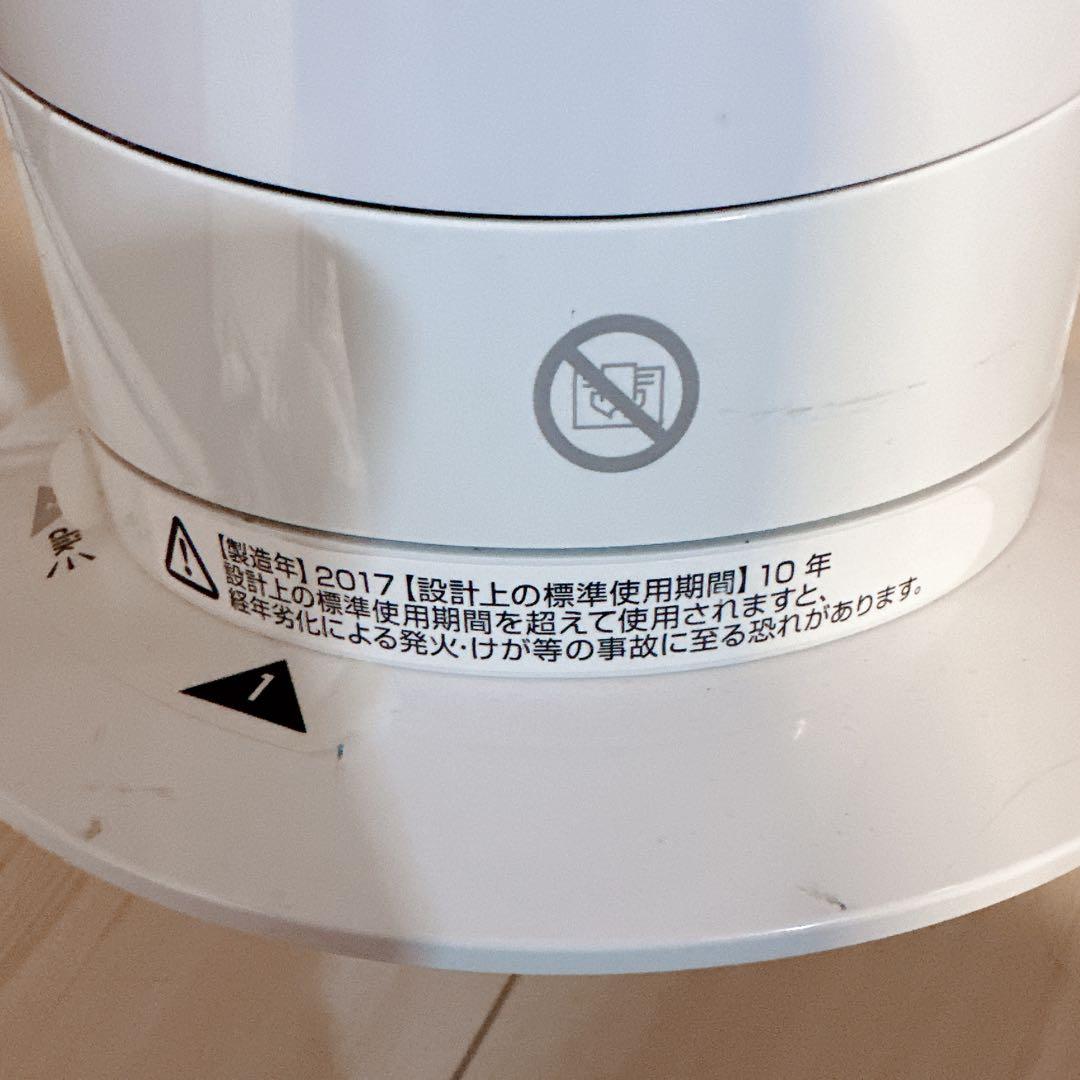 【製造年】2017【設計上の標準使用期間】10年
設計上の標準使用期間を超えて使用されますと、
経年劣化による発火・けが等の事故に至る恐れがあります。
1